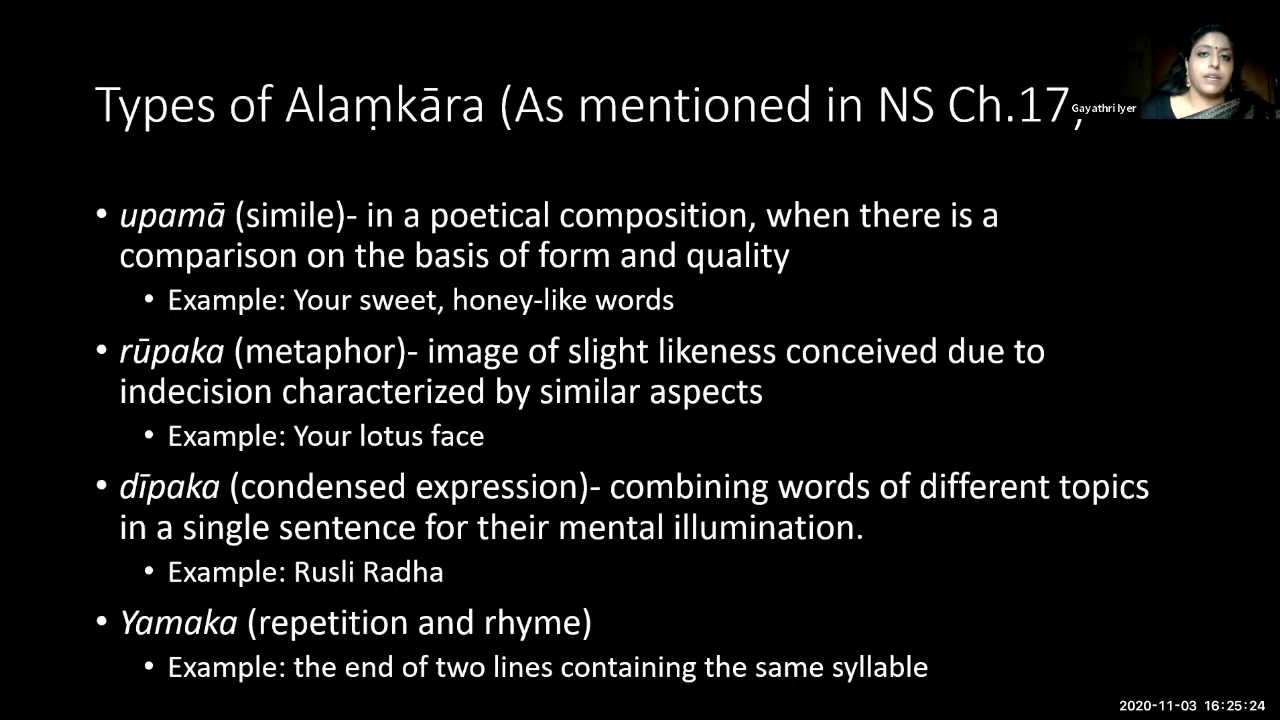 Types of Alaṃkāra (As mentioned in NS Ch.17,
Gayathri Iyer
• upamā (simile)- in a poetical composition, when there is a
comparison on the basis of form and quality
• Example: Your sweet, honey-like words
• rūpaka (metaphor)- image of slight likeness conceived due to
indecision characterized by similar aspects
• Example: Your lotus face
• dīpaka (condensed expression)- combining words of different topics
in a single sentence for their mental illumination.
• Example: Rusli Radha
• Yamaka (repetition and rhyme)
• Example: the end of two lines containing the same syllable
2020-11-03 16:25:24